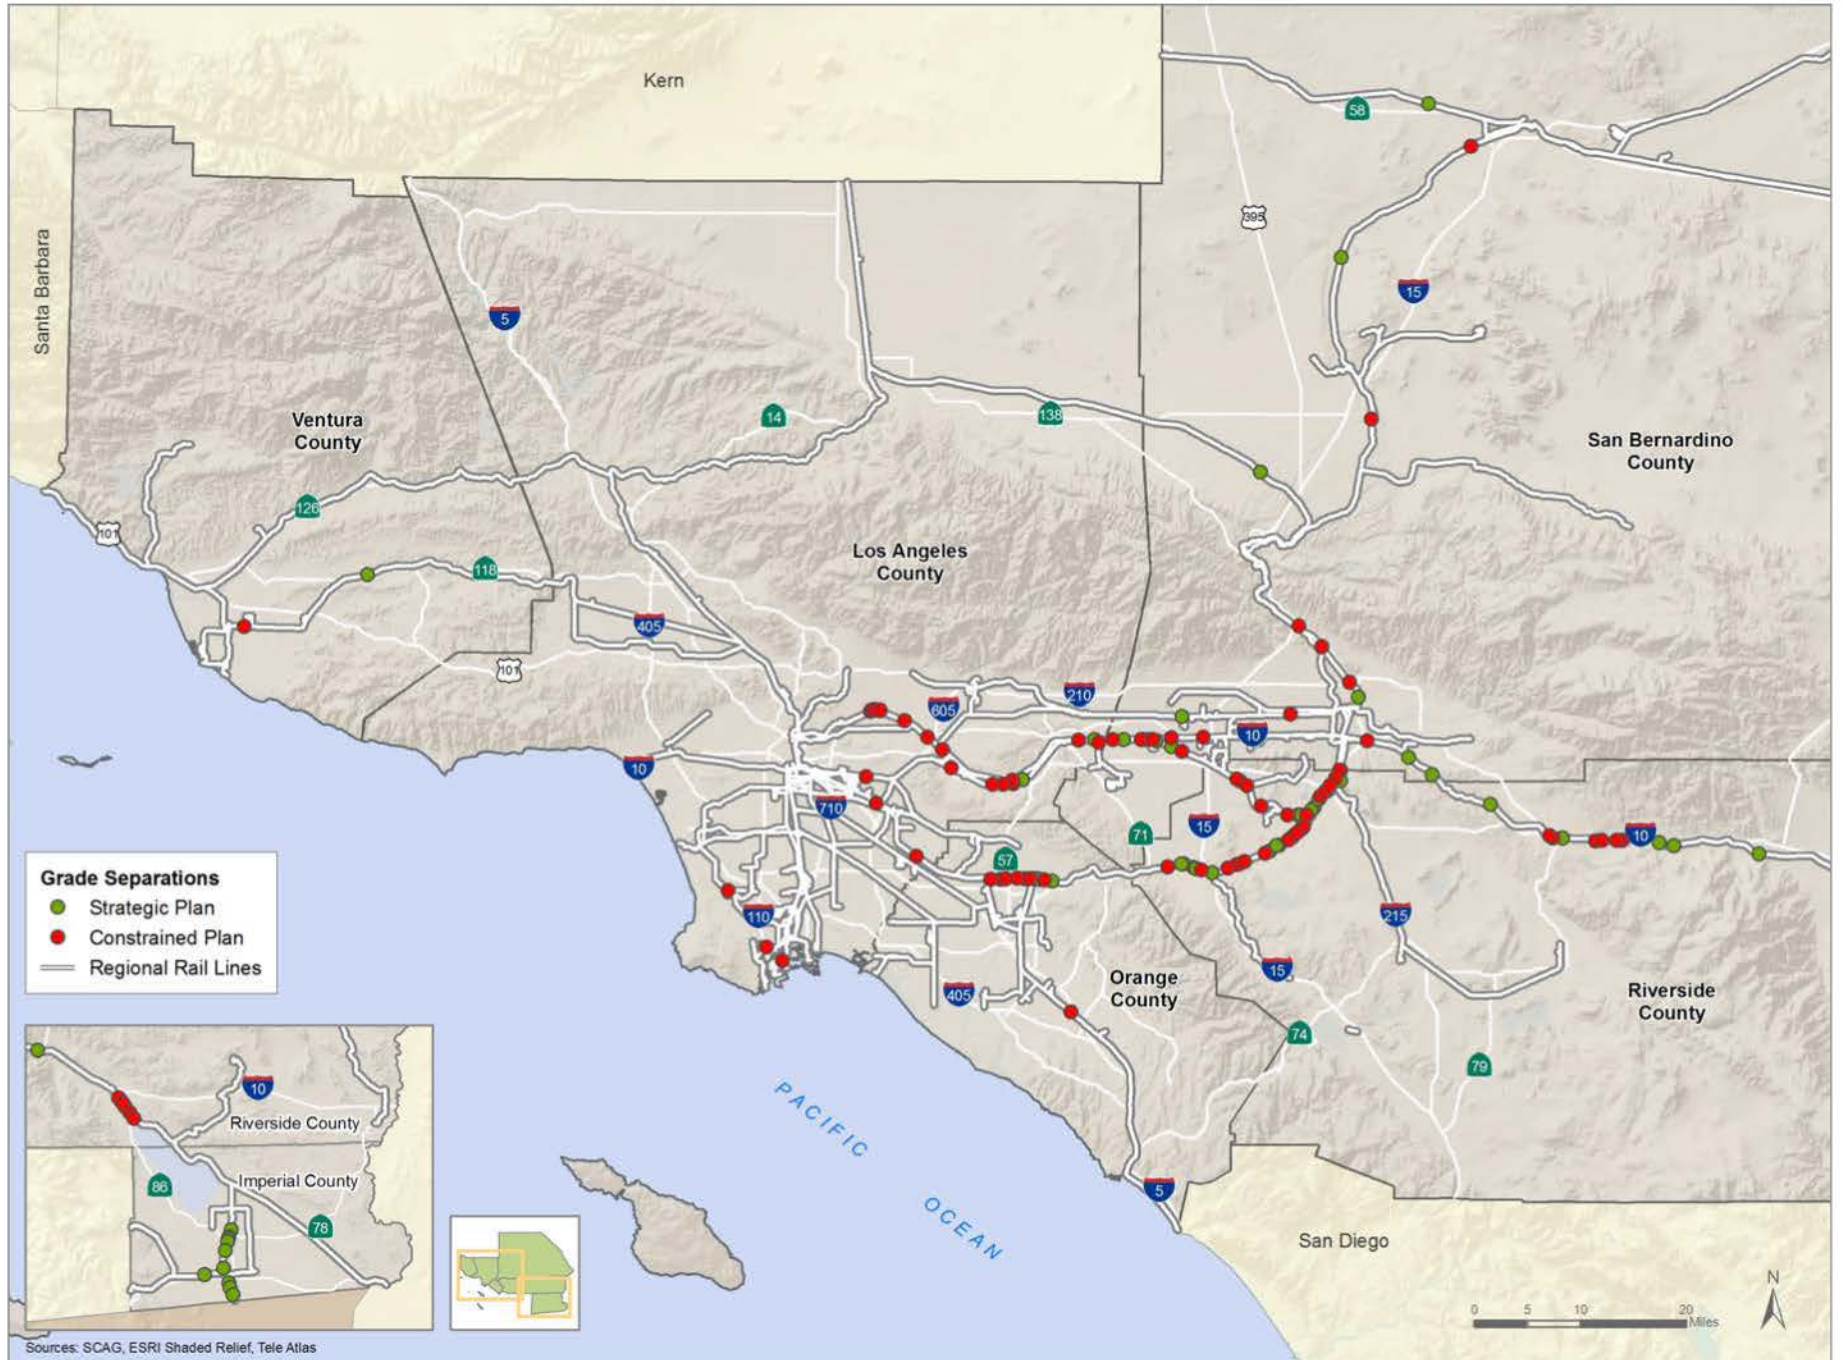 Kern
58
395
Santa Barbara
15
5
14
138
Ventura
County
San Bernardino
County
126
101
Los Angeles
County
118
405
101
210
605
10
10
710
71
15
10
57
110
215
405
15
Orange
County
Riverside
County
74
79
5
San Diego
PACIFIC
OCEAN
Grade Separations
Strategic Plan
Constrained Plan
Regional Rail Lines
10
Riverside County
Imperial County
86
78
N
0 5 10 20
Miles
Sources: SCAG, ESRI Shaded Relief, Tele Atlas